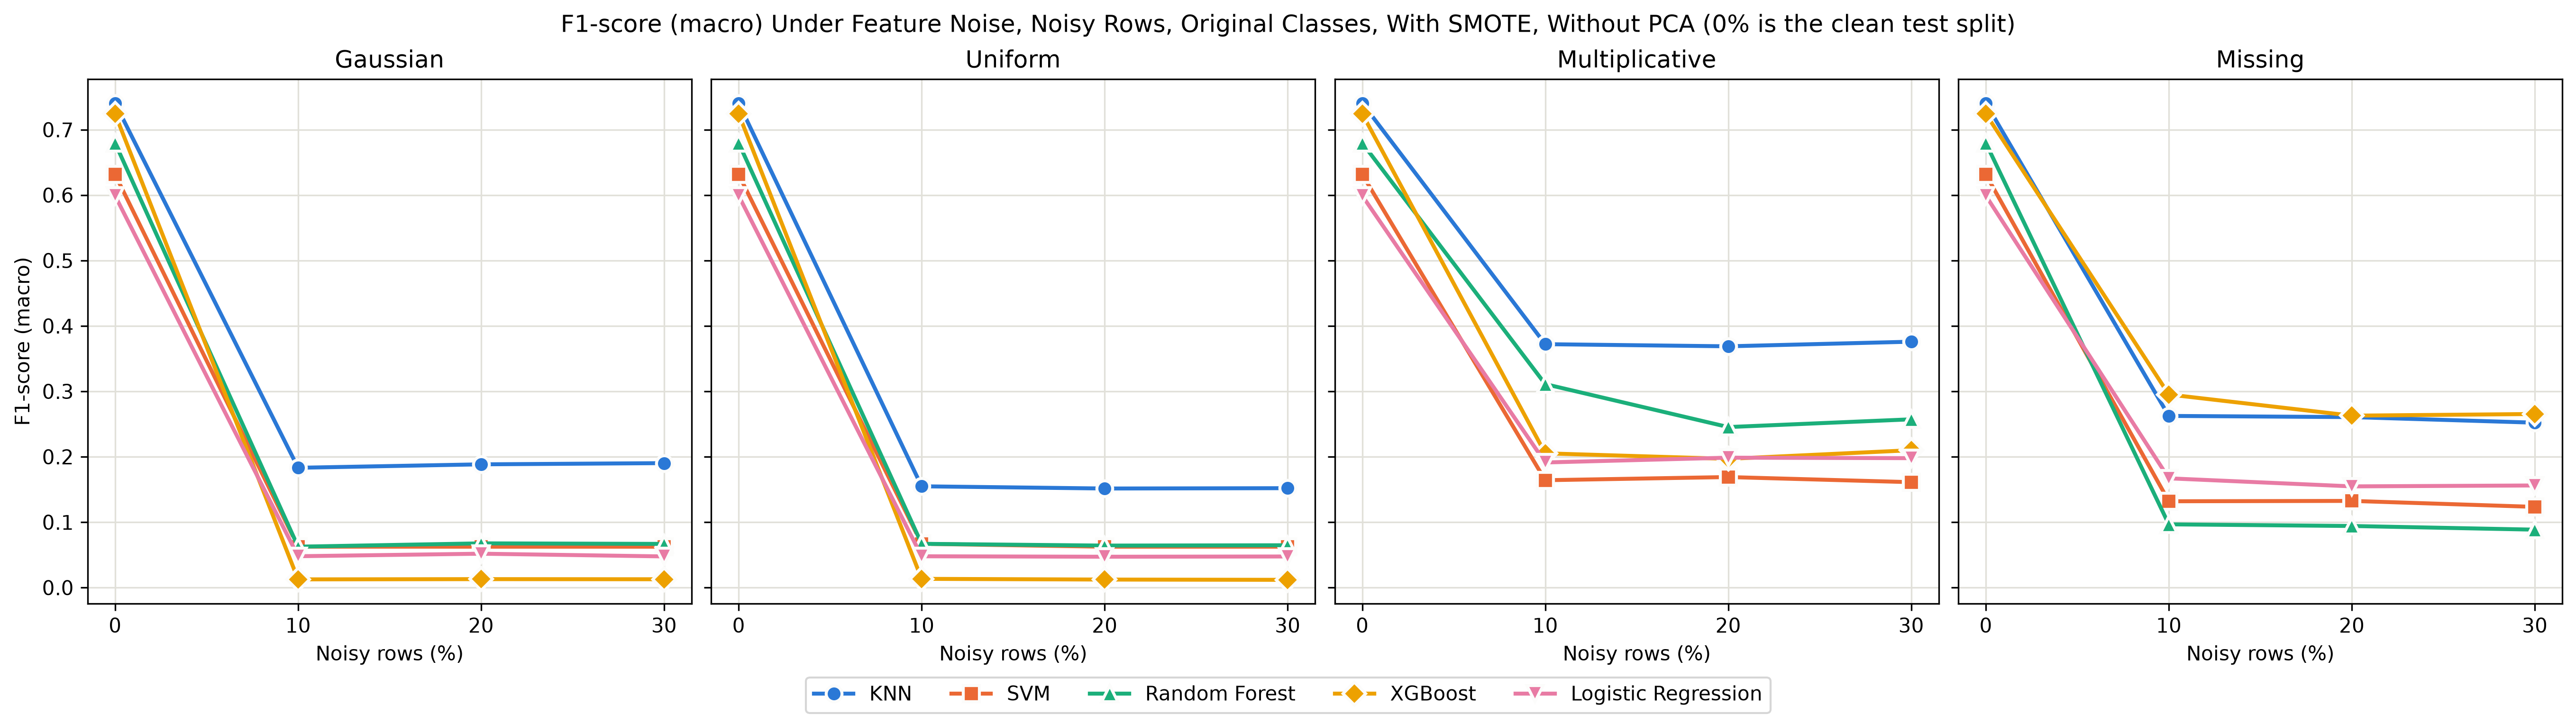 F1-score (macro) Under Feature Noise, Noisy Rows, Original Classes, With SMOTE, Without PCA (0% is the clean test split)
Gaussian
Uniform
Multiplicative
Missing
F1-score (macro)
0.7
0.6
0.5
0.4
0.3
0.2
0.1
0.0
0 10 20 30
0 10 20 30
0 10 20 30
0 10 20 30
Noisy rows (%)
Noisy rows (%)
Noisy rows (%)
Noisy rows (%)
KNN SVM Random Forest XGBoost Logistic Regression